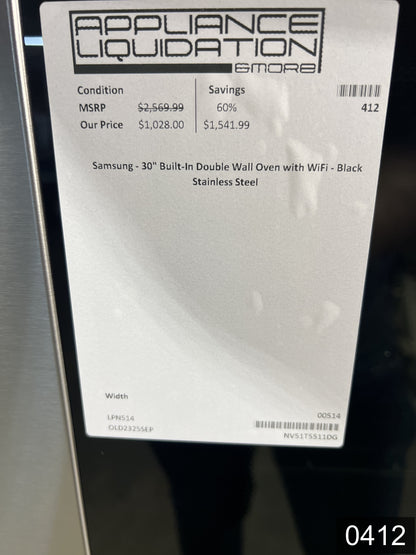 APPLIANCE
LIQUIDATION
&MORE
Condition Savings
MSRP $2,569.99 60% 412
Our Price $1,028.00 $1,541.99
Samsung - 30" Built-In Double Wall Oven with WiFi - Black
Stainless Steel
Width
LPN514 00514
OLD2325SEP
NV51T5511DG
0412